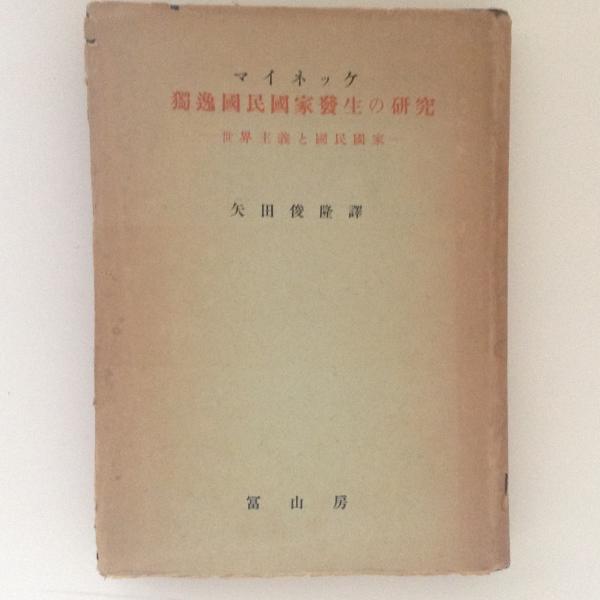 マイネッケ
獨逸國民國家發生の研究
―世界主義と國民國家―
矢田俊隆譯
冨山房